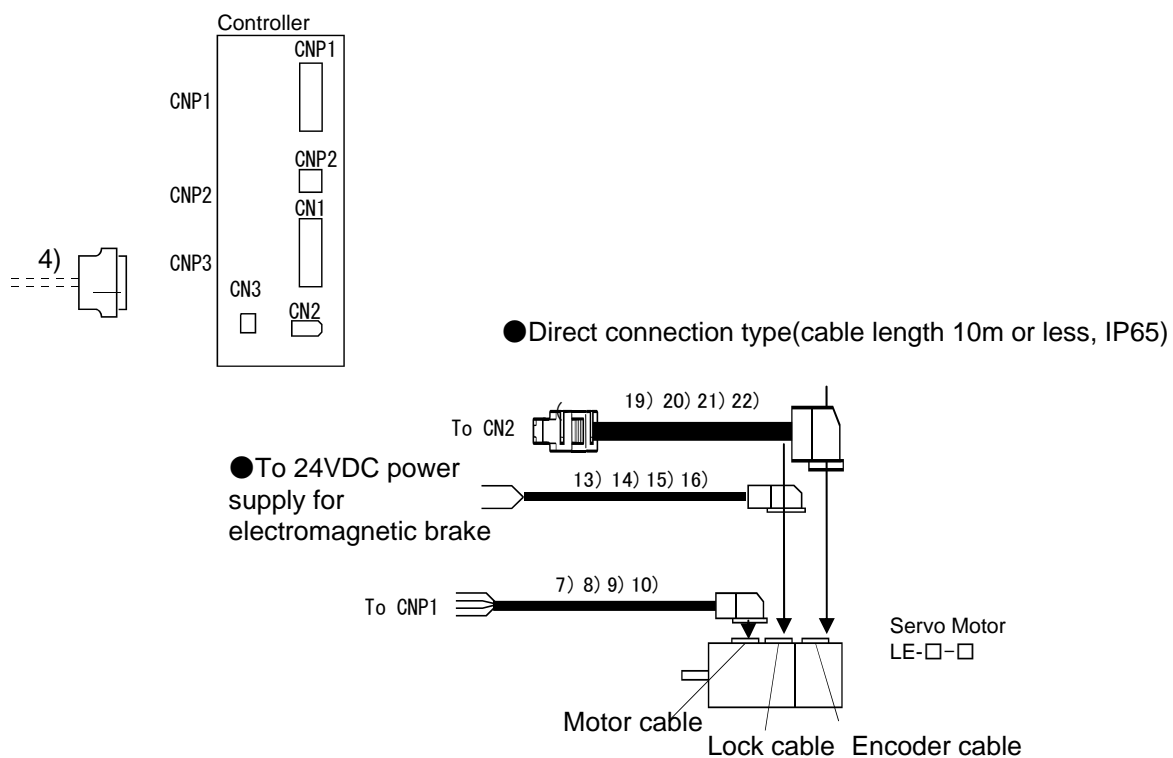 Controller
CNP1
CNP1
CNP2
CNP2
CN1
4)
CNP3
CN3
CN2
●Direct connection type(cable length 10m or less, IP65)
19) 20) 21) 22)
To CN2
●To 24VDC power
supply for
electromagnetic brake
13) 14) 15) 16)
7) 8) 9) 10)
To CNP1
Servo Motor
LE-□-□
Motor cable
Lock cable
Encoder cable